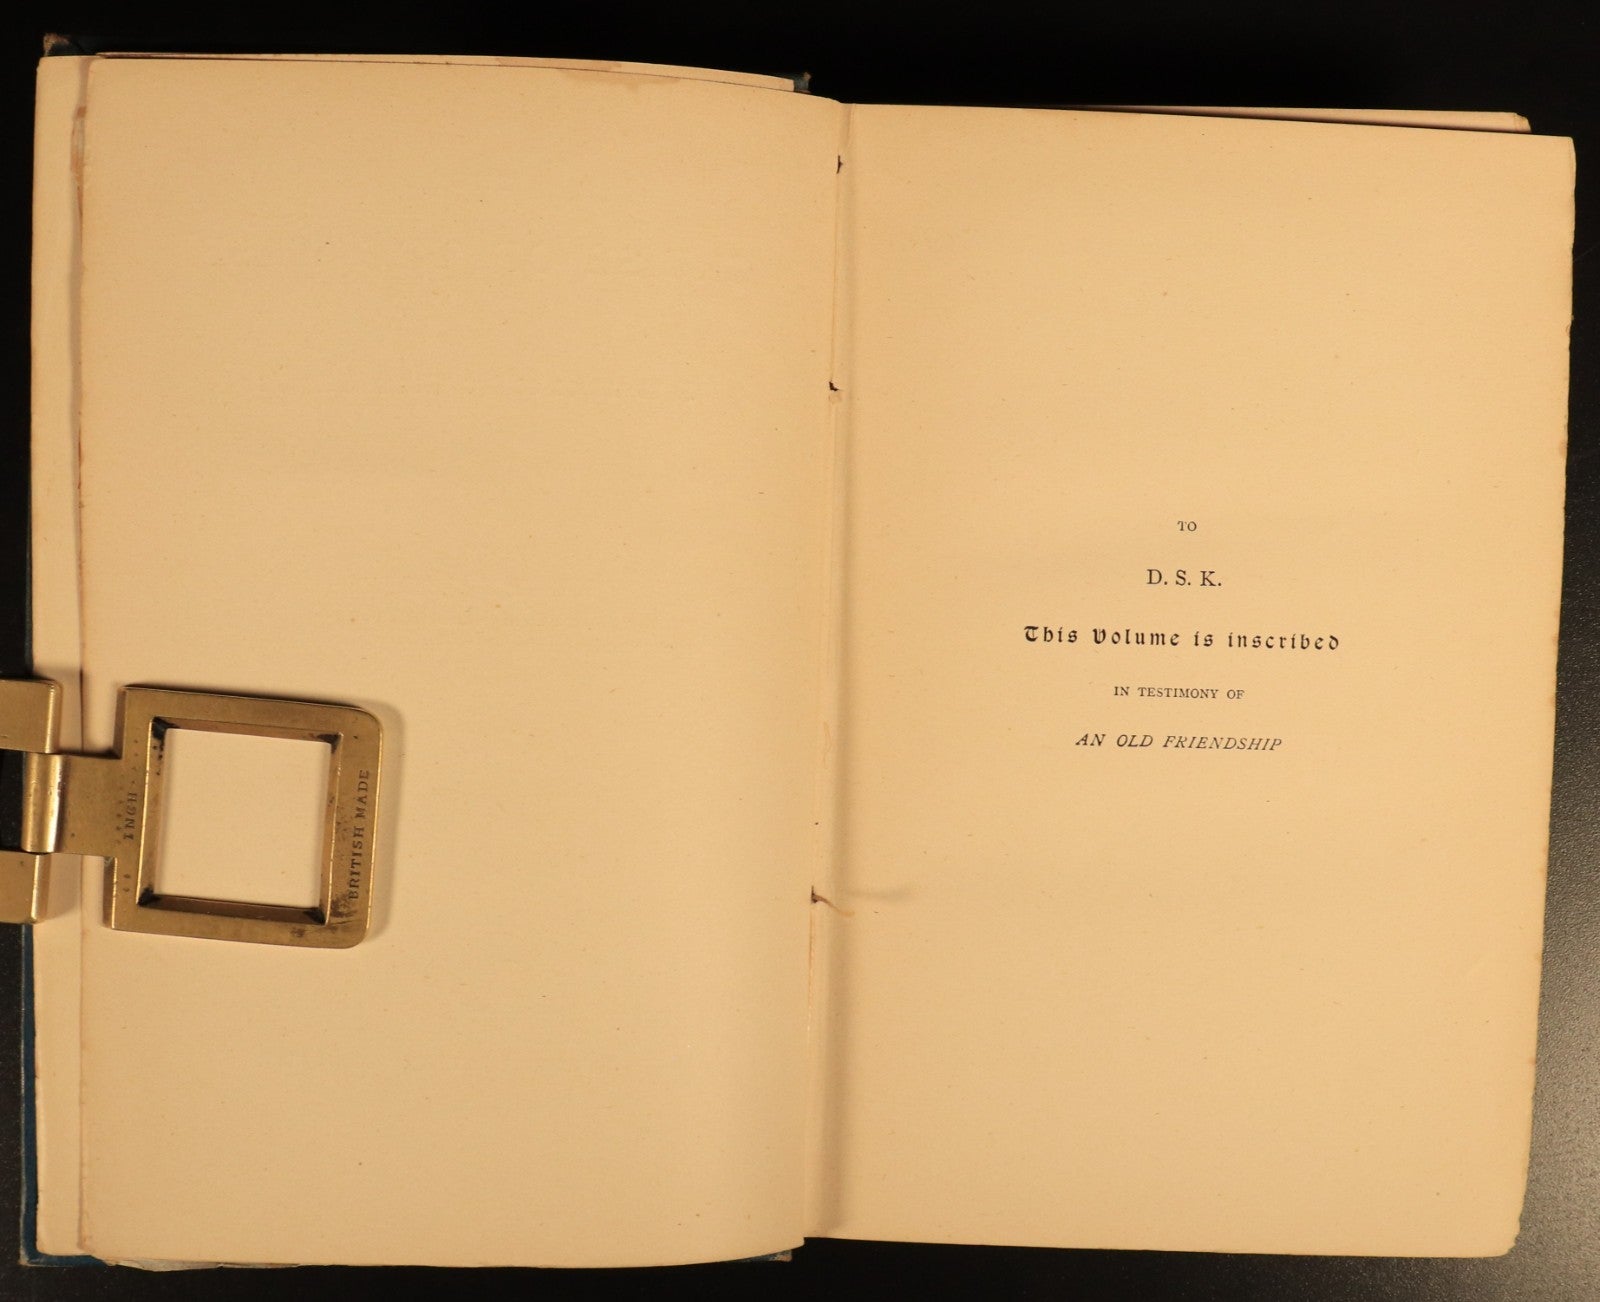 INCH
BRITISH MADE
TO
D. S. K.
This Volume is inscribed
IN TESTIMONY OF
AN OLD FRIENDSHIP